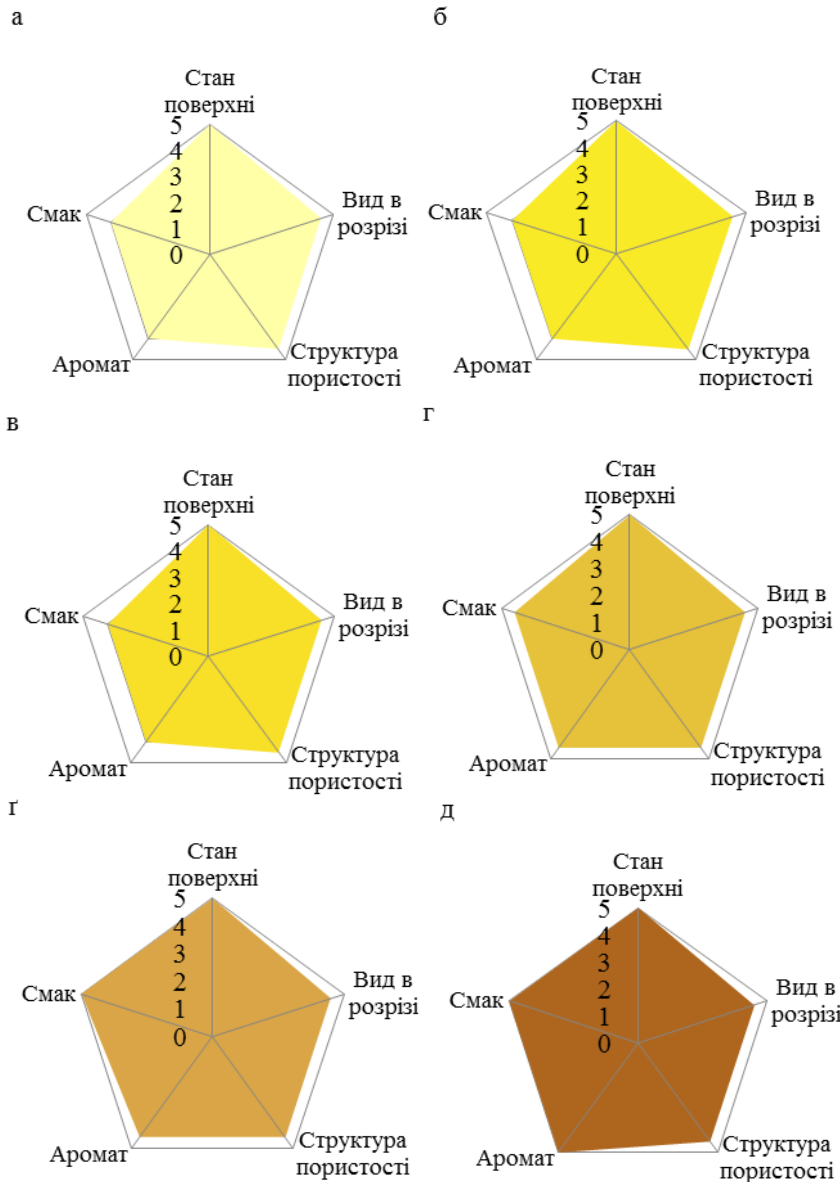 а
Стан
поверхні
5
4
3
2
1
0
Вид в
розрізі
Структура
пористості
Аромат
Смак
б
Стан
поверхні
5
4
3
2
1
0
Вид в
розрізі
Структура
пористості
Аромат
Смак
в
Стан
поверхні
5
4
3
2
1
0
Вид в
розрізі
Структура
пористості
Аромат
Смак
г
Стан
поверхні
5
4
3
2
1
0
Вид в
розрізі
Структура
пористості
Аромат
Смак
ґ
Стан
поверхні
5
4
3
2
1
0
Вид в
розрізі
Структура
пористості
Аромат
Смак
д
Стан
поверхні
5
4
3
2
1
0
Вид в
розрізі
Структура
пористості
Аромат
Смак